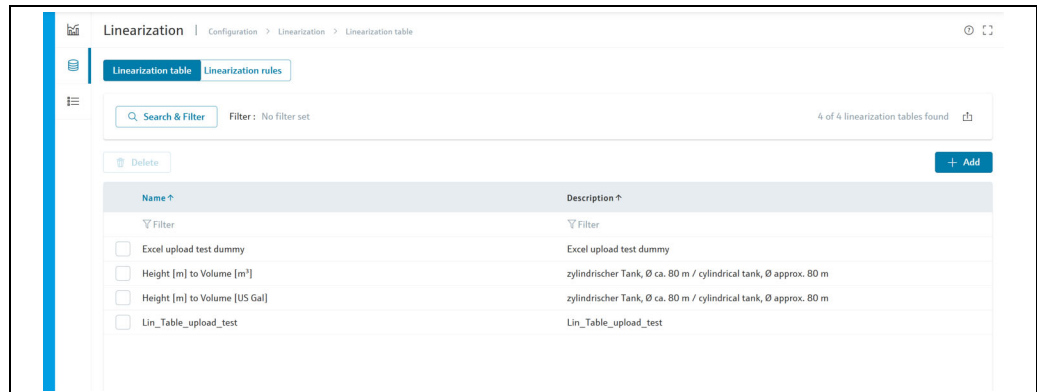 Linearization | Configuration > Linearization > Linearization table
Linearization table Linearization rules
Search & Filter Filter : No filter set 4 of 4 linearization tables found
Delete + Add
Name ↑ Description ↑
Filter Filter
Excel upload test dummy Excel upload test dummy
Height [m] to Volume [m³] zylindrischer Tank, Ø ca. 80 m / cylindrical tank, Ø approx. 80 m
Height [m] to Volume [US Gal] zylindrischer Tank, Ø ca. 80 m / cylindrical tank, Ø approx. 80 m
Lin_Table_upload_test Lin_Table_upload_test